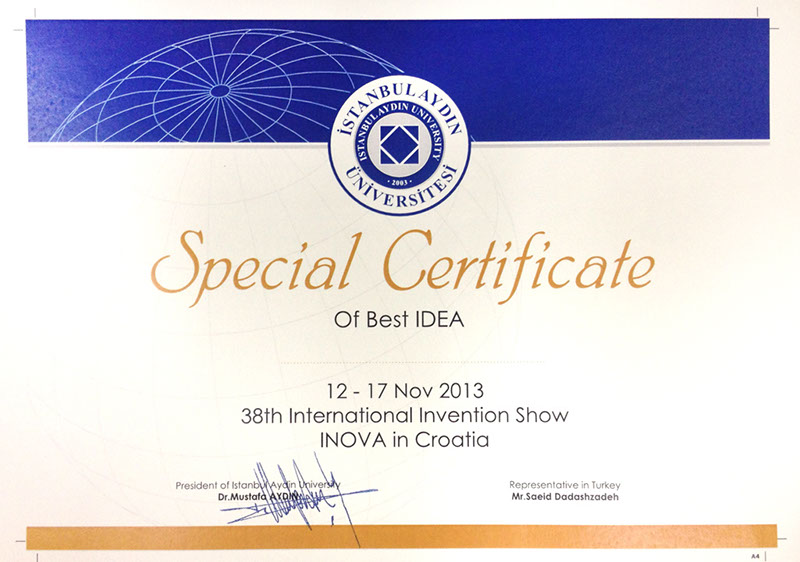 İSTANBUL AYDIN
ISTANBUL AYDIN UNIVERSITY
· 2003 ·
ÜNİVERSİTESİ
Special Certificate
Of Best IDEA
12 - 17 Nov 2013
38th International Invention Show
INOVA in Croatia
President of Istanbul Aydin University
Dr.Mustafa AYDIN
Representative in Turkey
Mr.Saeid Dadashzadeh
A4